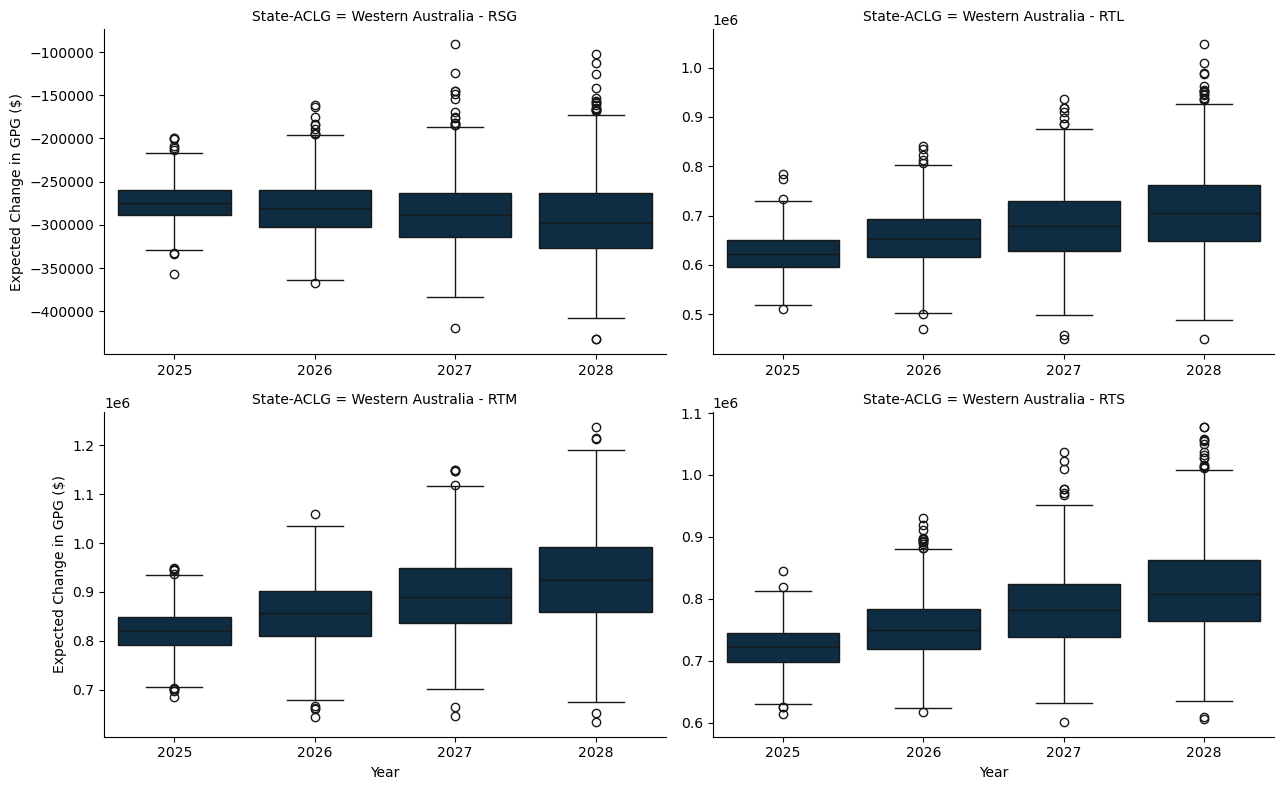 State-ACLG = Western Australia - RSG
Expected Change in GPG ($)
−100000
−150000
−200000
−250000
−300000
−350000
−400000
2025 2026 2027 2028
State-ACLG = Western Australia - RTL
1e6
1.0
0.9
0.8
0.7
0.6
0.5
2025 2026 2027 2028
State-ACLG = Western Australia - RTM
1e6
Expected Change in GPG ($)
1.2
1.1
1.0
0.9
0.8
0.7
2025 2026 2027 2028
Year
State-ACLG = Western Australia - RTS
1e6
1.1
1.0
0.9
0.8
0.7
0.6
2025 2026 2027 2028
Year